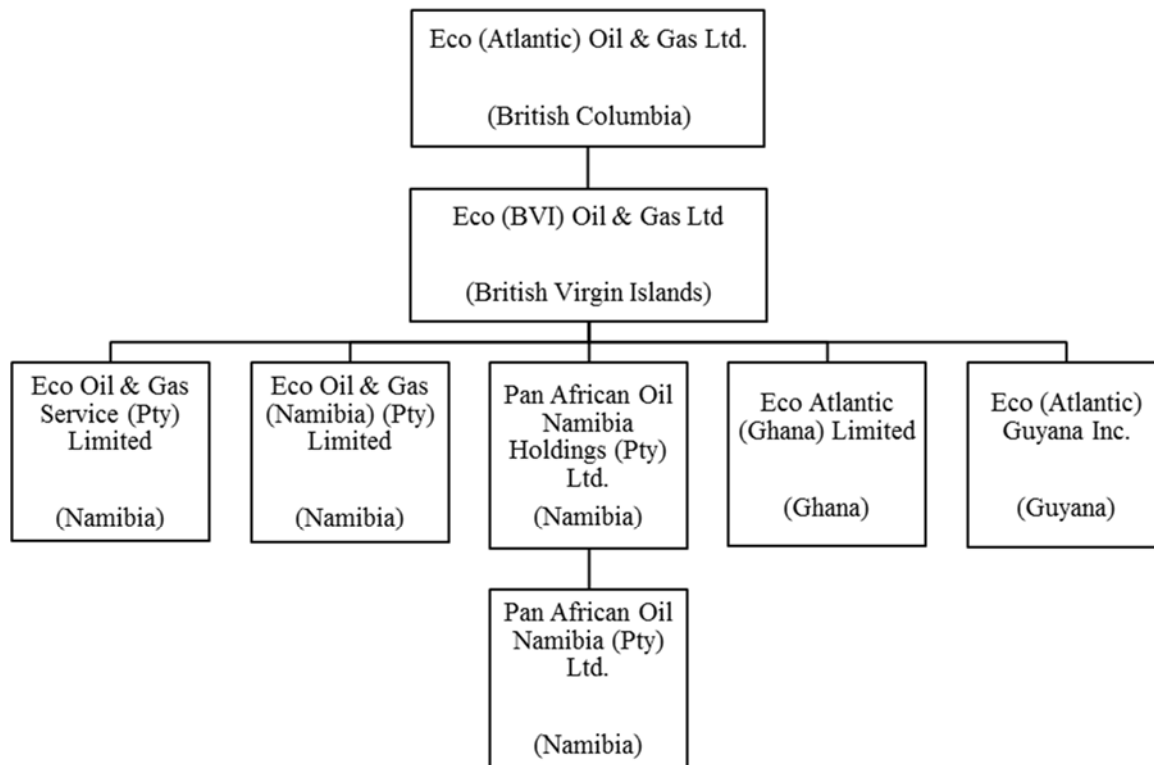 Eco (Atlantic) Oil & Gas Ltd.
(British Columbia)
Eco (BVI) Oil & Gas Ltd
(British Virgin Islands)
Eco Oil & Gas
Service (Pty)
Limited
(Namibia)
Eco Oil & Gas
(Namibia) (Pty)
Limited
(Namibia)
Pan African Oil
Namibia
Holdings (Pty)
Ltd.
(Namibia)
Eco Atlantic
(Ghana) Limited
(Ghana)
Eco (Atlantic)
Guyana Inc.
(Guyana)
Pan African Oil
Namibia (Pty)
Ltd.
(Namibia)